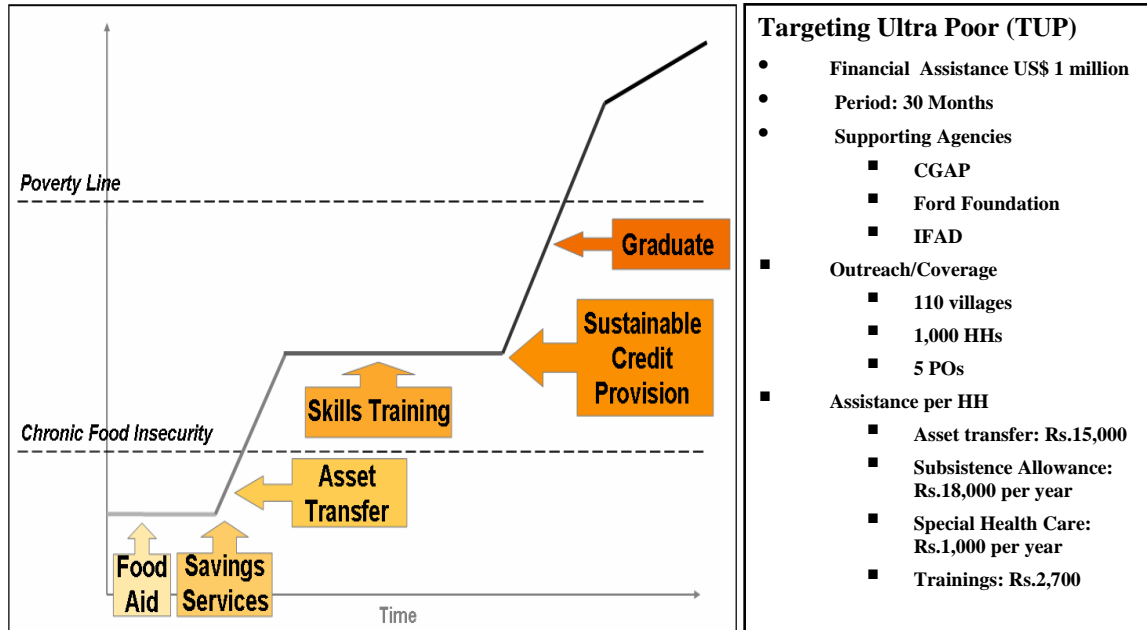 Poverty Line
Graduate
Sustainable
Credit
Provision
Skills Training
Chronic Food Insecurity
Asset
Transfer
Food
Aid
Savings
Services
Time
Targeting Ultra Poor (TUP)
• Financial Assistance US$ 1 million
• Period: 30 Months
• Supporting Agencies
▪ CGAP
▪ Ford Foundation
▪ IFAD
▪ Outreach/Coverage
▪ 110 villages
▪ 1,000 HHs
▪ 5 POs
▪ Assistance per HH
▪ Asset transfer: Rs.15,000
▪ Subsistence Allowance:
Rs.18,000 per year
▪ Special Health Care:
Rs.1,000 per year
▪ Trainings: Rs.2,700